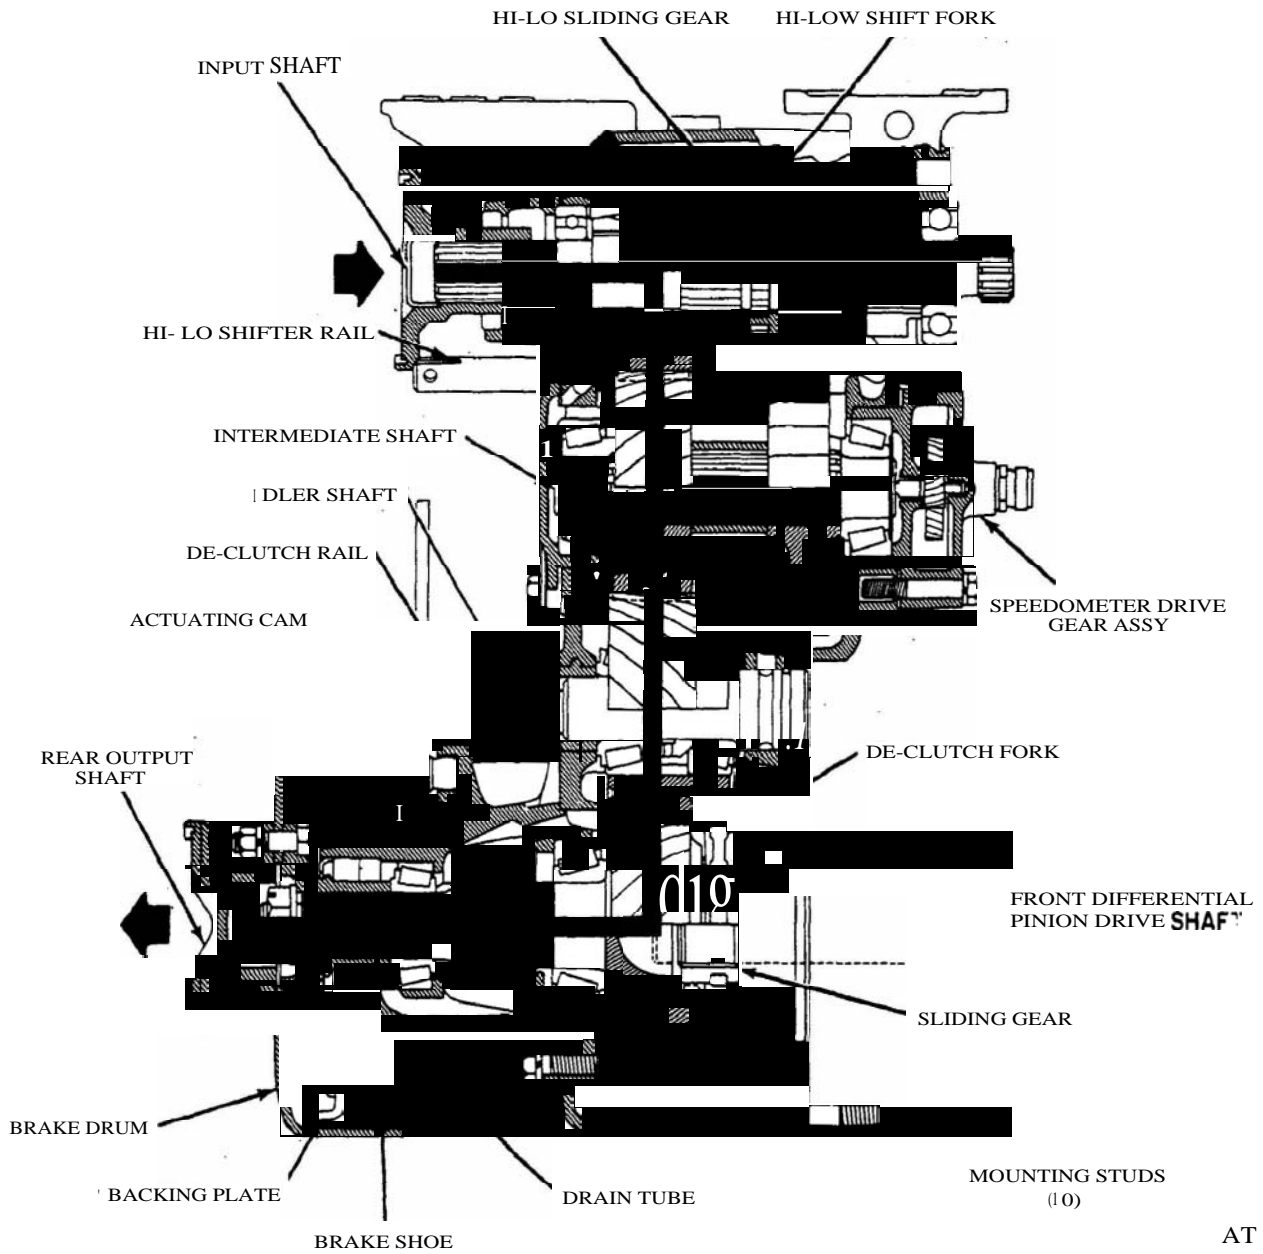 HI-LO SLIDING GEAR
HI-LOW SHIFT FORK
INPUT SHAFT
HI- LO SHIFTER RAIL
INTERMEDIATE SHAFT
I DLER SHAFT
DE-CLUTCH RAIL
ACTUATING CAM
SPEEDOMETER DRIVE
GEAR ASSY
REAR OUTPUT
SHAFT
DE-CLUTCH FORK
FRONT DIFFERENTIAL
PINION DRIVE SHAFT
SLIDING GEAR
BRAKE DRUM
BACKING PLATE
DRAIN TUBE
BRAKE SHOE
MOUNTING STUDS
(10)
AT